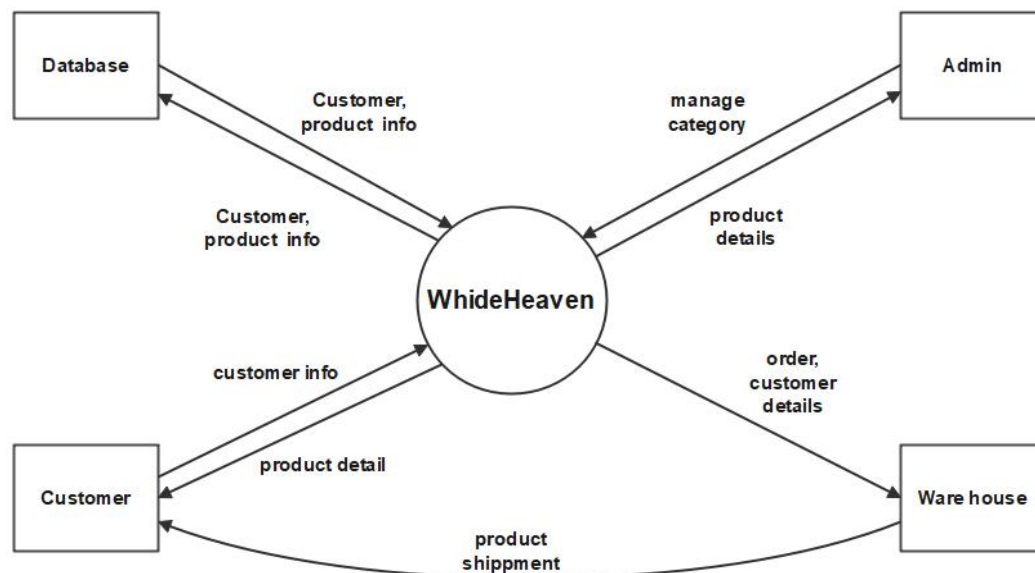 Database
Admin
Customer,
product info
manage
category
Customer,
product info
product
details
WhideHeaven
customer info
order,
customer
details
product detail
Customer
Ware house
product
shippment